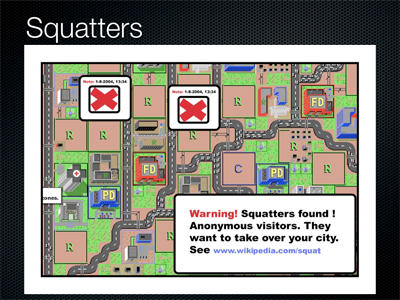 Squatters
Note: 1-8-2004, 13:34
Note: 1-8-2004, 13:34
FD
R
R
R
R
R
FD
R
R
R
C
PD
PD
R
R
Warning! Squatters found !
Anonymous visitors. They
want to take over your city.
See www.wikipedia.com/squat